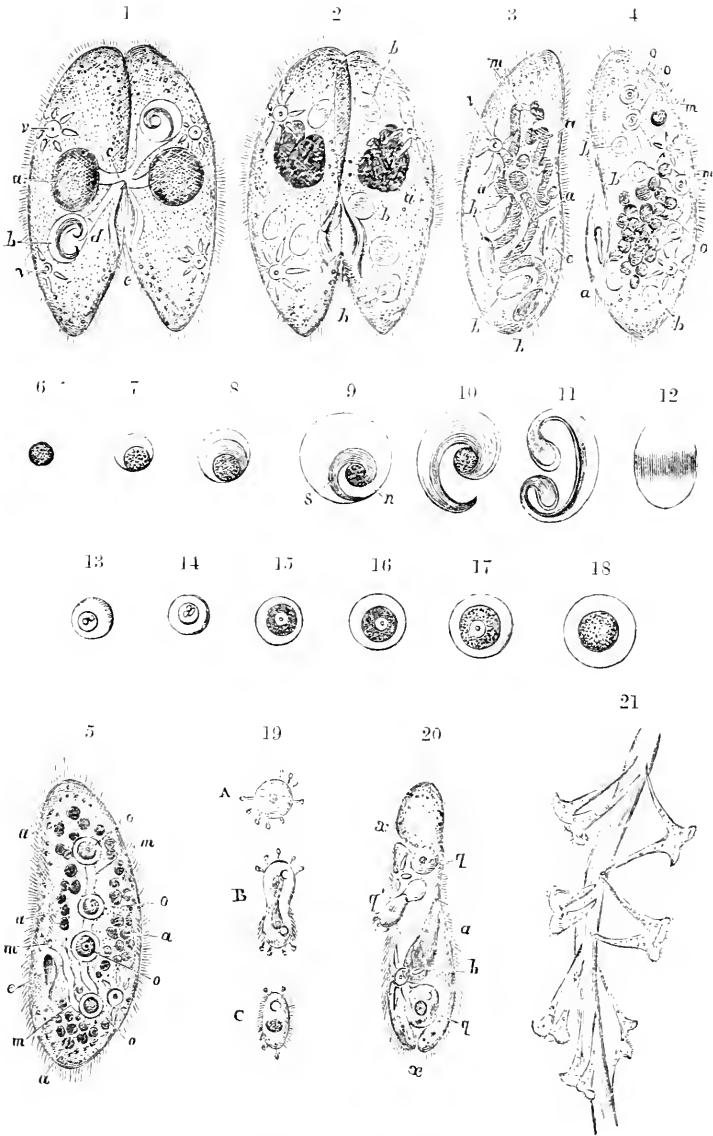 1 2 3 4
b o
m o
v m
c n
v
b m
a a a b
a b
b d b o
v c
e a
b b
h b
6 7 8 9 10 11 12
s n
13 14 15 16 17 18
21
5 19 20
A
a o x
m q
B q'
o
a a a
m b
e C
o q
m o
a x